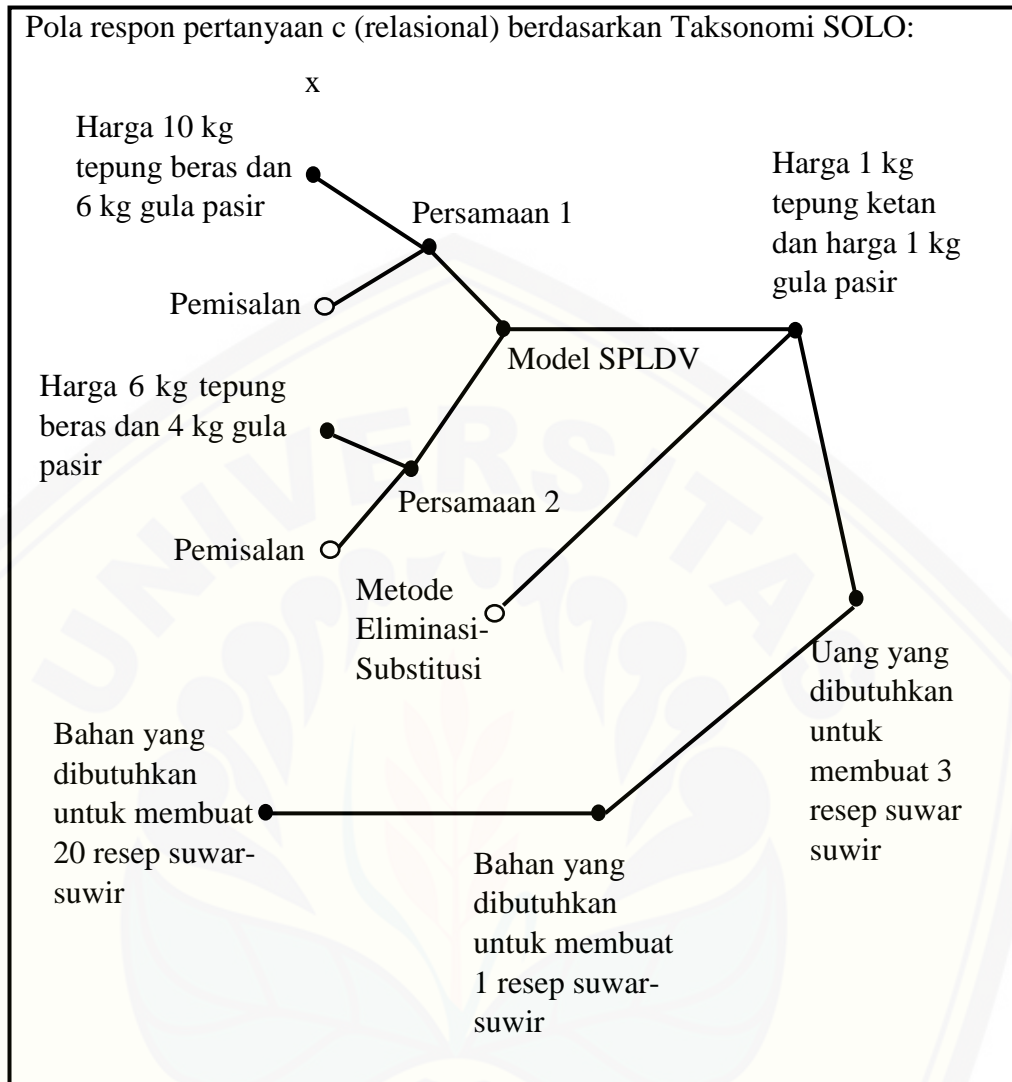 Pola respon pertanyaan c (relasional) berdasarkan Taksonomi SOLO:
x
Harga 10 kg
tepung beras dan
6 kg gula pasir
Persamaan 1
Harga 1 kg
tepung ketan
dan harga 1 kg
gula pasir
Pemisalan
Model SPLDV
Harga 6 kg tepung
beras dan 4 kg gula
pasir
Persamaan 2
Pemisalan
Metode
Eliminasi-
Substitusi
Uang yang
dibutuhkan
untuk
membuat 3
resep suwar
suwir
Bahan yang
dibutuhkan
untuk membuat
20 resep suwar-
suwir
Bahan yang
dibutuhkan
untuk membuat
1 resep suwar-
suwir
UNIVERSITAS